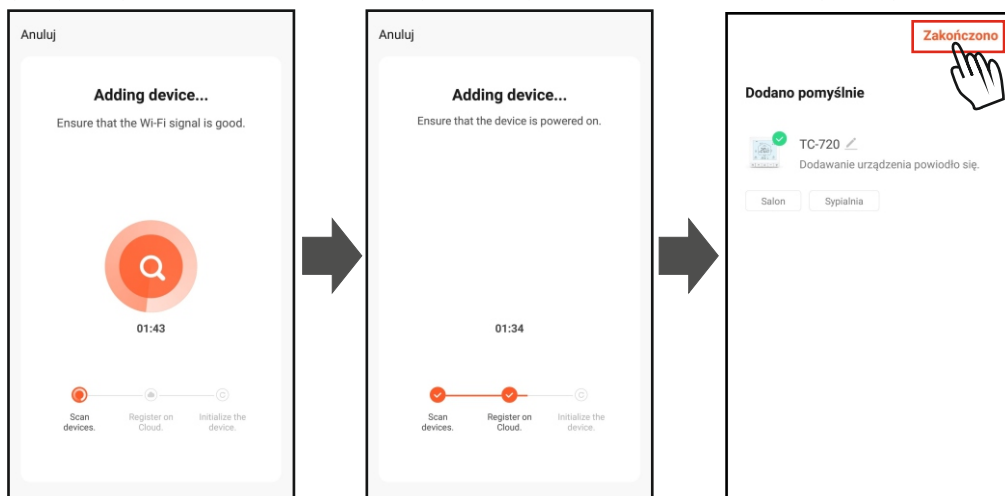 Anuluj
Adding device...
Ensure that the Wi-Fi signal is good.
01:43
Scan devices.
Register on Cloud.
Initialize the device.
Anuluj
Adding device...
Ensure that the device is powered on.
01:34
Scan devices.
Register on Cloud.
Initialize the device.
Zakończono
Dodano pomyślnie
TC-720
Dodawanie urządzenia powiodło się.
Salon
Sypialnia